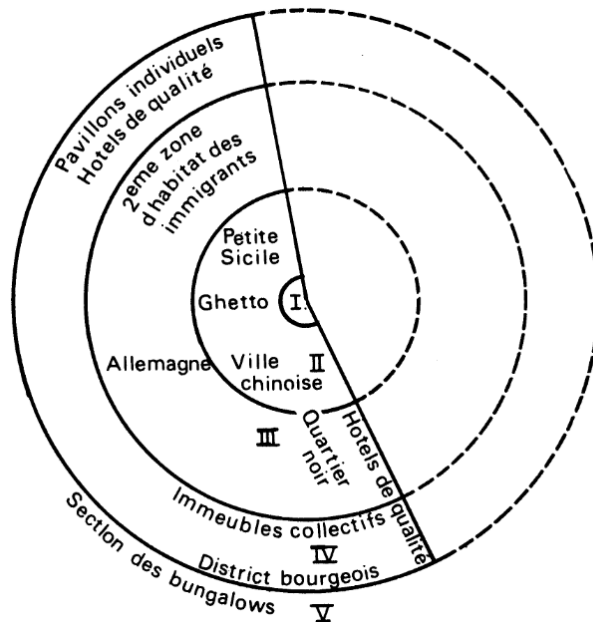 Pavillons individuels
Hotels de qualité
2eme zone
d'habitat des
immigrants
Petite
Sicile
Ghetto
I
Allemagne
Ville
chinoise
II
III
Quartier
noir
Hotels de qualité
Immeubles collectifs
IV
District bourgeois
Section des bungalows
V